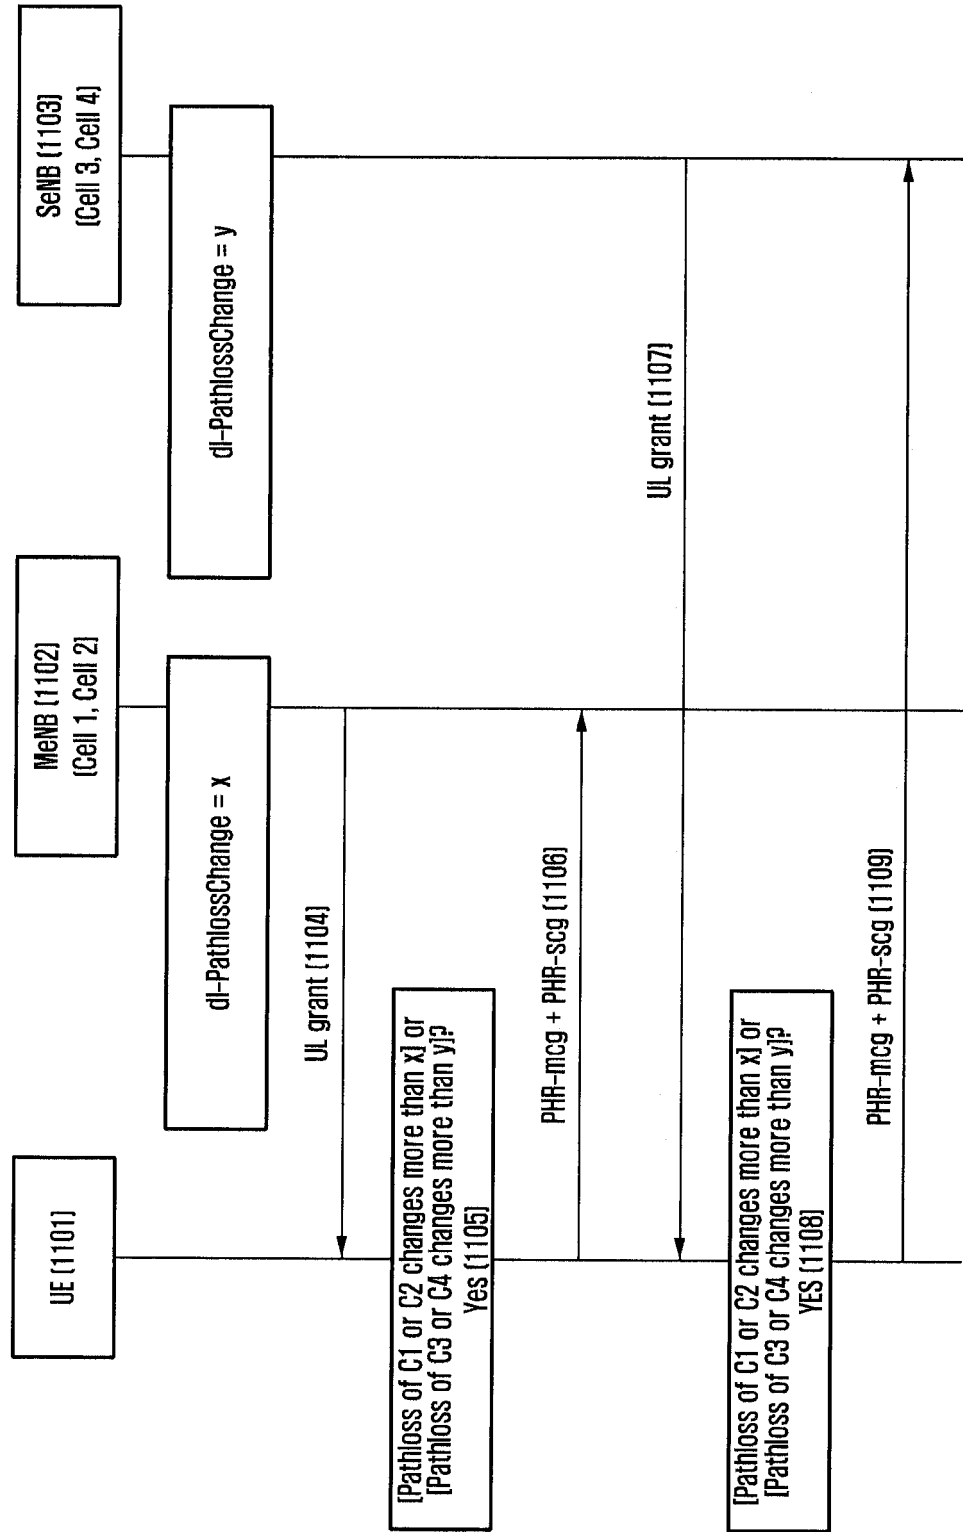 UE (1101)
MeNB (1102)
(Cell 1, Cell 2)
SeNB (1103)
(Cell 3, Cell 4)
dl-PathlossChange = x
dl-PathlossChange = y
UL grant (1104)
[Pathloss of C1 or C2 changes more than x] or
[Pathloss of C3 or C4 changes more than y]?
Yes (1105)
PHR-mcg + PHR-scg (1106)
UL grant (1107)
[Pathloss of C1 or C2 changes more than x] or
[Pathloss of C3 or C4 changes more than y]?
YES (1108)
PHR-mcg + PHR-scg (1109)